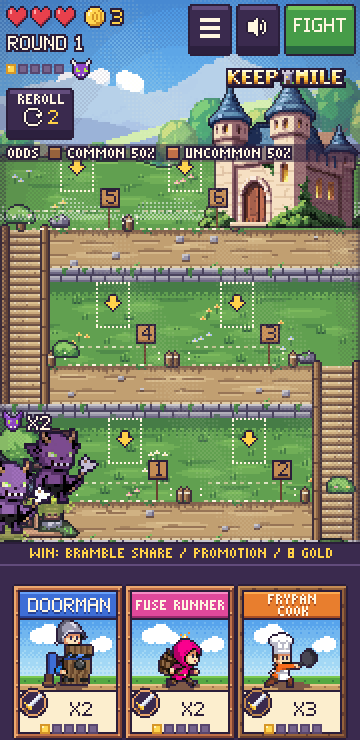 3
FIGHT
ROUND 1
KEEP MILE
REROLL
2
ODDS COMMON 50% UNCOMMON 50%
5
6
4
3
X2
1
2
WIN: BRAMBLE SNARE / PROMOTION / 8 GOLD
DOORMAN
FUSE RUNNER
FRYPAN
COOK
X2
X2
X3